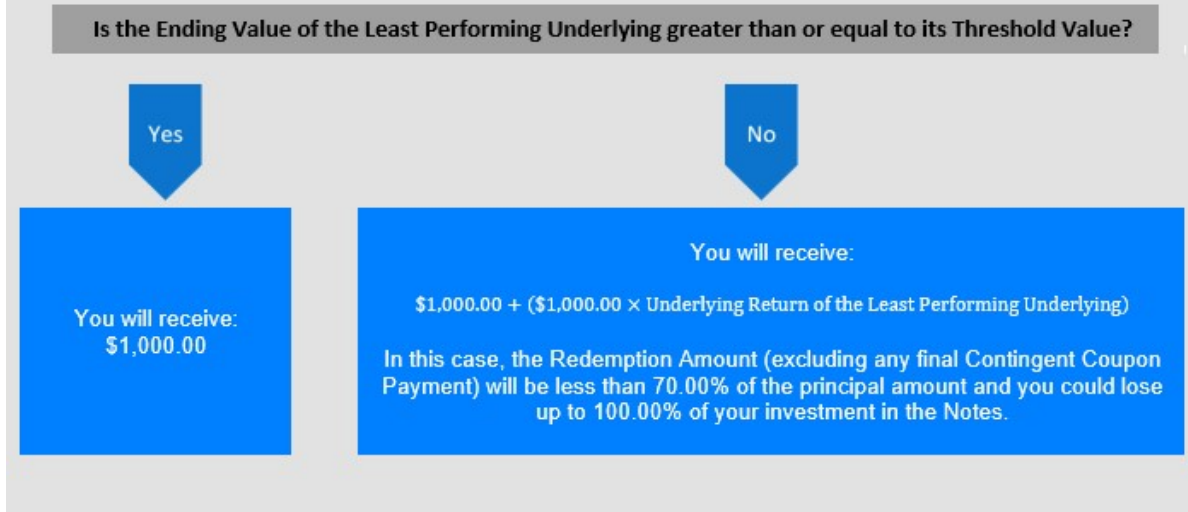 Is the Ending Value of the Least Performing Underlying greater than or equal to its Threshold Value?
Yes
No
You will receive:
$1,000.00
You will receive:
$1,000.00 + ($1,000.00 × Underlying Return of the Least Performing Underlying)
In this case, the Redemption Amount (excluding any final Contingent Coupon
Payment) will be less than 70.00% of the principal amount and you could lose
up to 100.00% of your investment in the Notes.